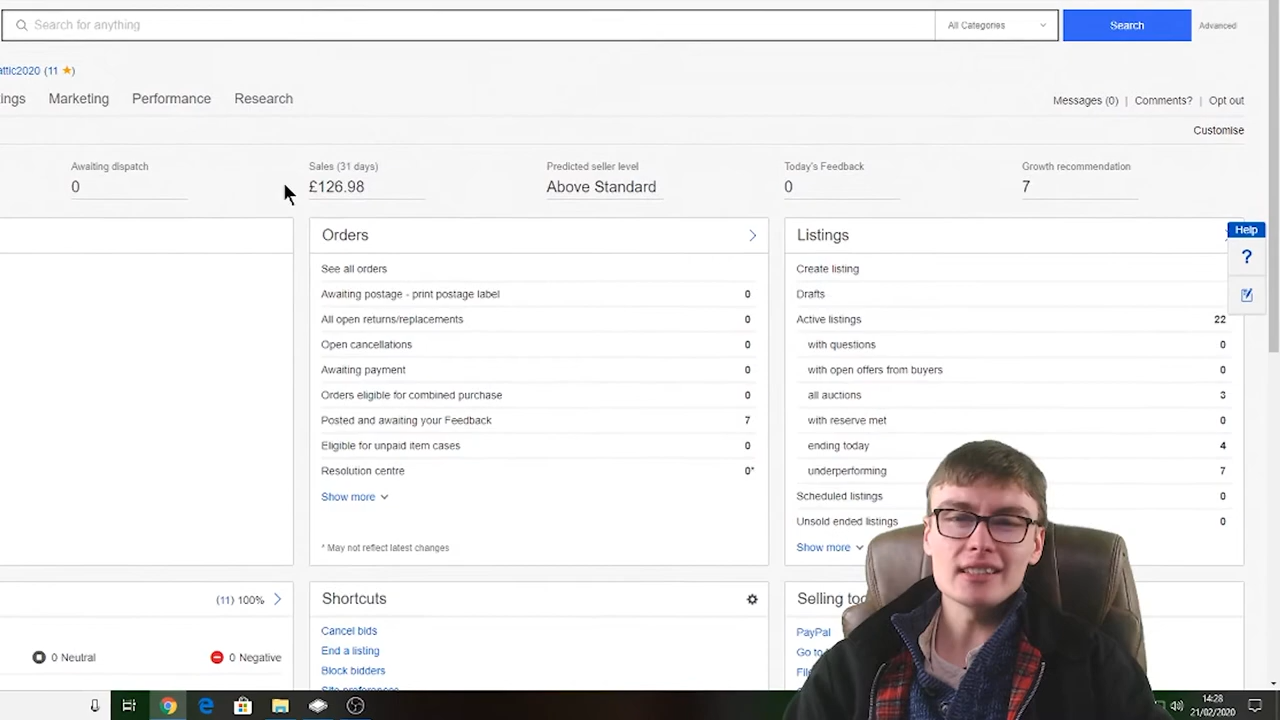 Search for anything
All Categories
Search
Advanced
attic2020 (11
Marketing
Performance
Research
Messages (0) | Comments? | Opt out
Customise
Awaiting dispatch
0
Sales (31 days)
£126.98
Predicted seller level
Above Standard
Today's Feedback
0
Growth recommendation
7
Help
?
Orders
See all orders
Awaiting postage - print postage label 0
All open returns/replacements 0
Open cancellations 0
Awaiting payment 0
Orders eligible for combined purchase 0
Posted and awaiting your Feedback 7
Eligible for unpaid item cases 0
Resolution centre 0*
Show more
* May not reflect latest changes
Listings
Create listing
Drafts
Active listings 22
with questions 0
with open offers from buyers 0
all auctions 3
with reserve met 0
ending today 4
underperforming 7
Scheduled listings 0
Unsold ended listings 0
Show more
(11) 100%
0 Neutral
0 Negative
Shortcuts
Cancel bids
End a listing
Block bidders
Site preferences
Selling
PayPal
Go to
14:28
21/02/2020